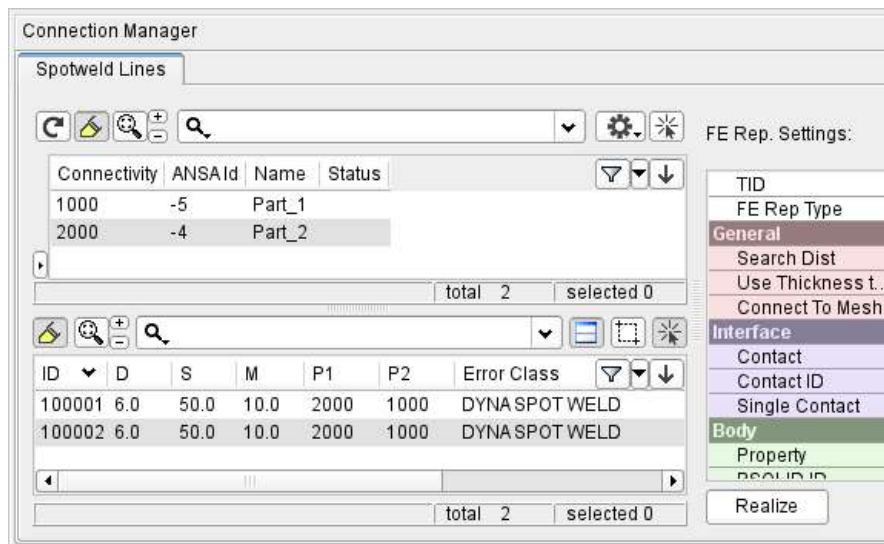 Connection Manager
Spotweld Lines
Connectivity ANSA Id Name Status
1000 -5 Part_1
2000 -4 Part_2
total 2 selected 0
ID D S M P1 P2 Error Class
100001 6.0 50.0 10.0 2000 1000 DYNA SPOT WELD
100002 6.0 50.0 10.0 2000 1000 DYNA SPOT WELD
total 2 selected 0
FE Rep. Settings:
TID
FE Rep Type
General
Search Dist
Use Thickness t..
Connect To Mesh
Interface
Contact
Contact ID
Single Contact
Body
Property
PSOLID ID
Realize